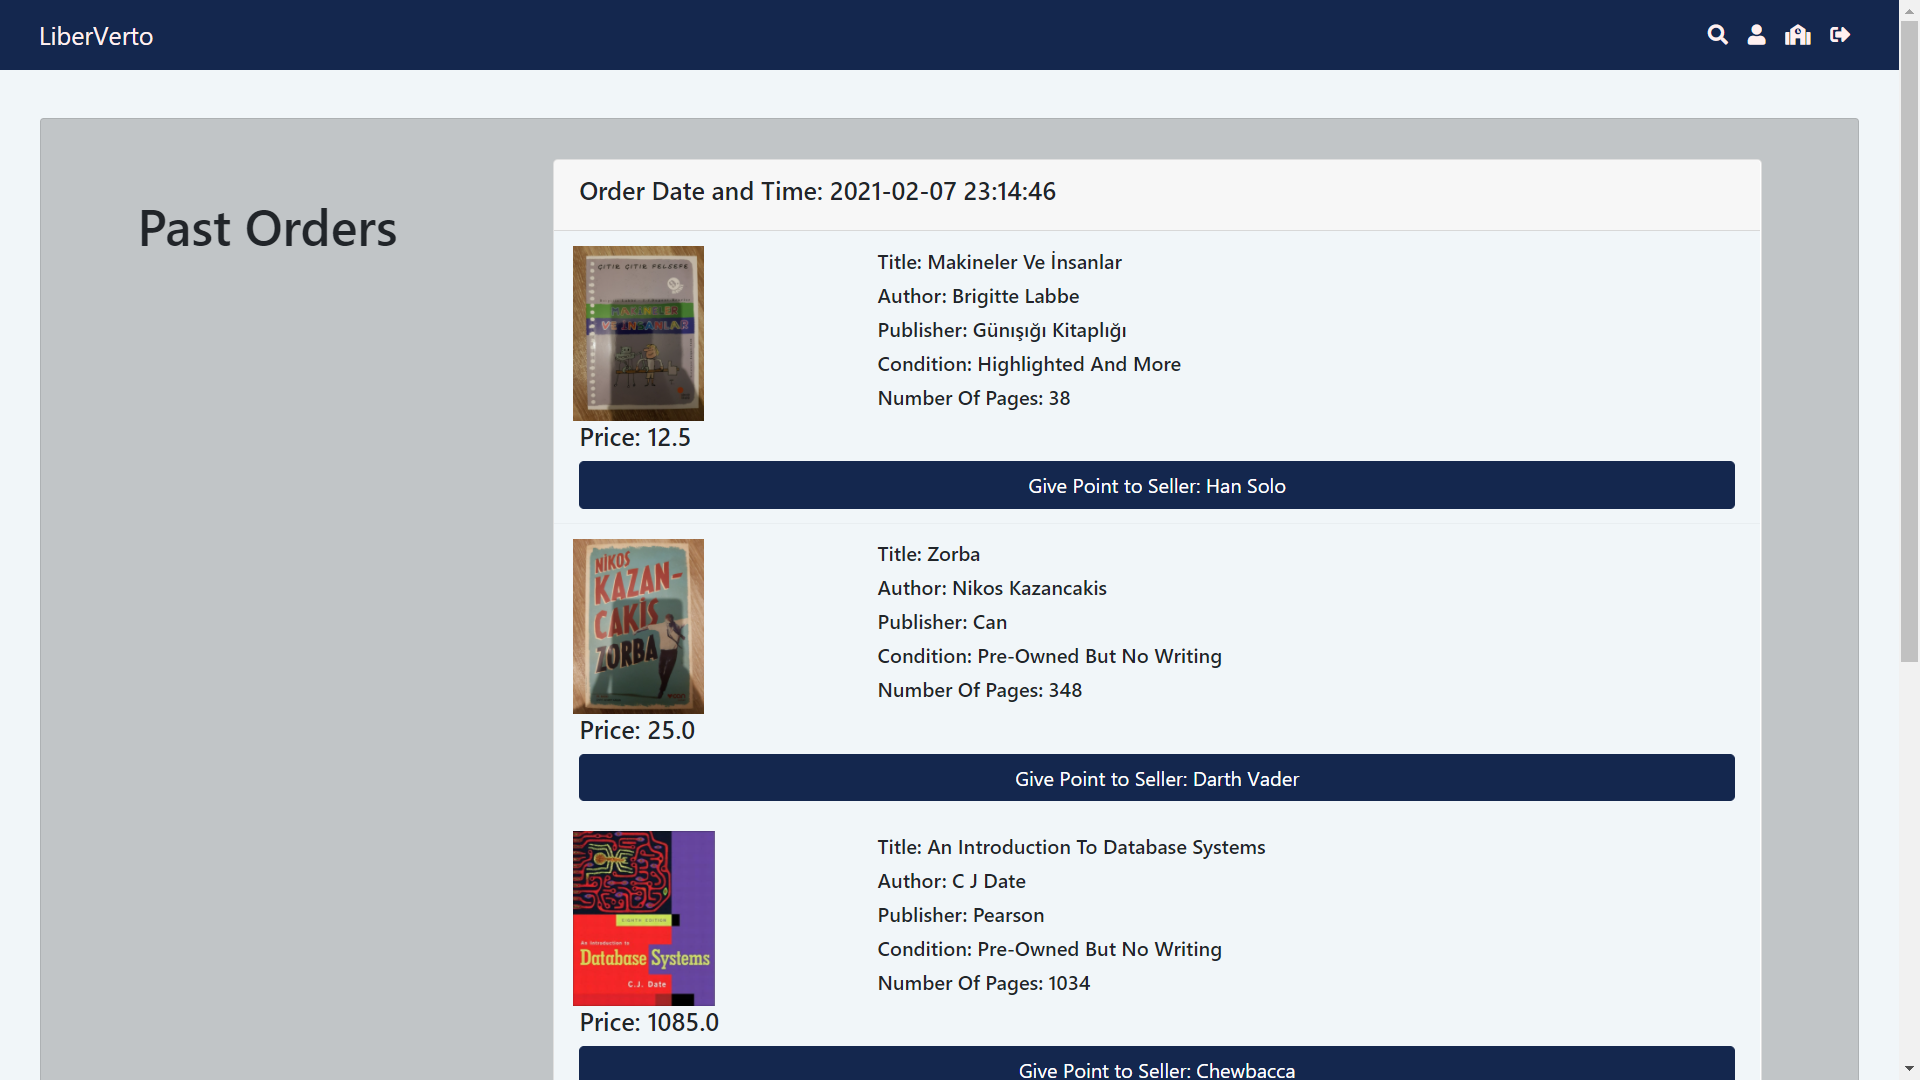 LiberVerto
Past Orders
Order Date and Time: 2021-02-07 23:14:46
ÇITIR ÇITIR FELSEFE
MAKİNELER
VE İNSANLAR
Title: Makineler Ve İnsanlar
Author: Brigitte Labbe
Publisher: Günışığı Kitaplığı
Condition: Highlighted And More
Number Of Pages: 38
Price: 12.5
Give Point to Seller: Han Solo
NİKOS
KAZAN-
CAKİS
ZORBA
Title: Zorba
Author: Nikos Kazancakis
Publisher: Can
Condition: Pre-Owned But No Writing
Number Of Pages: 348
Price: 25.0
Give Point to Seller: Darth Vader
EIGHTH EDITION
An Introduction to
Database Systems
C.J. Date
Title: An Introduction To Database Systems
Author: C J Date
Publisher: Pearson
Condition: Pre-Owned But No Writing
Number Of Pages: 1034
Price: 1085.0
Give Point to Seller: Chewbacca